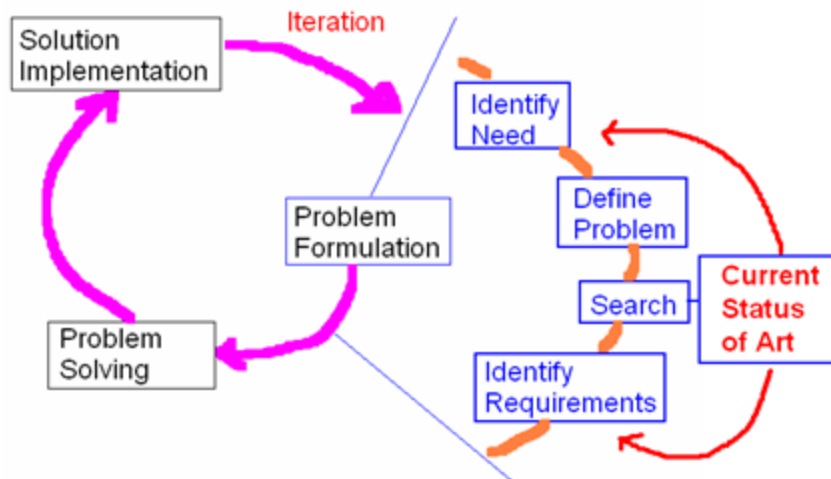 Iteration
Solution
Implementation
Identify
Need
Define
Problem
Problem
Formulation
Current
Status
of Art
Search
Problem
Solving
Identify
Requirements